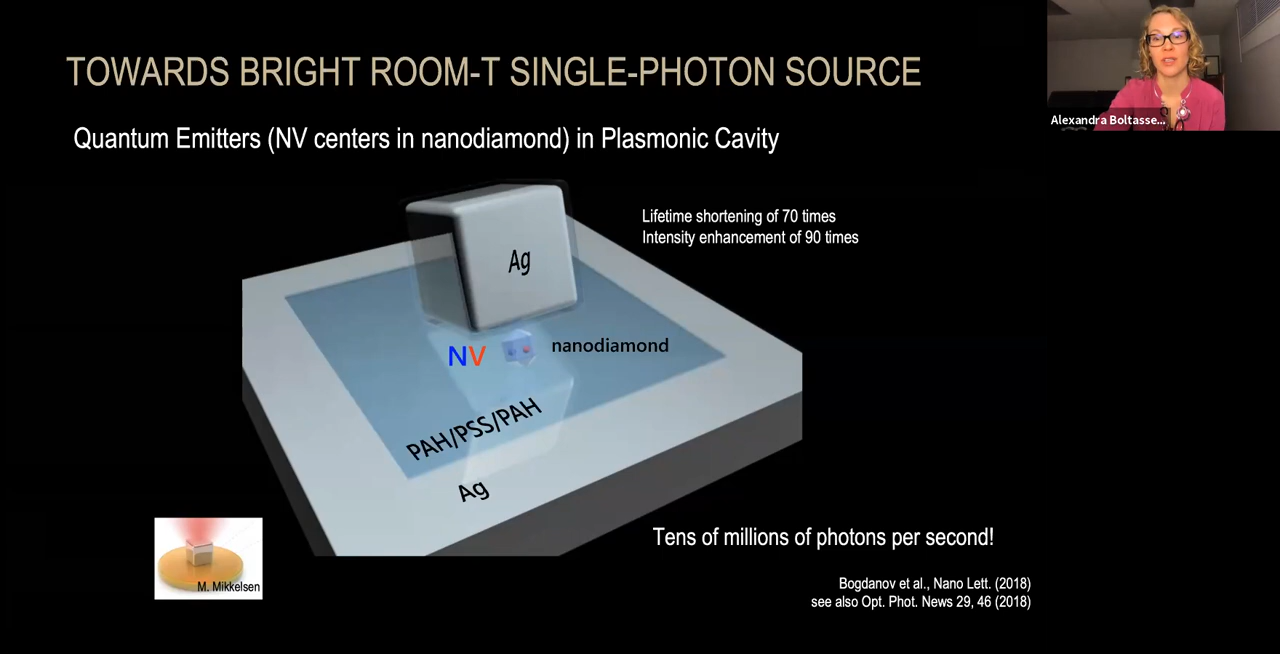 TOWARDS BRIGHT ROOM-T SINGLE-PHOTON SOURCE
Alexandra Boltasse...
Quantum Emitters (NV centers in nanodiamond) in Plasmonic Cavity
Lifetime shortening of 70 times
Intensity enhancement of 90 times
Ag
NV
nanodiamond
PAH/PSS/PAH
Ag
Tens of millions of photons per second!
M. Mikkelsen
Bogdanov et al., Nano Lett. (2018)
see also Opt. Phot. News 29, 46 (2018)